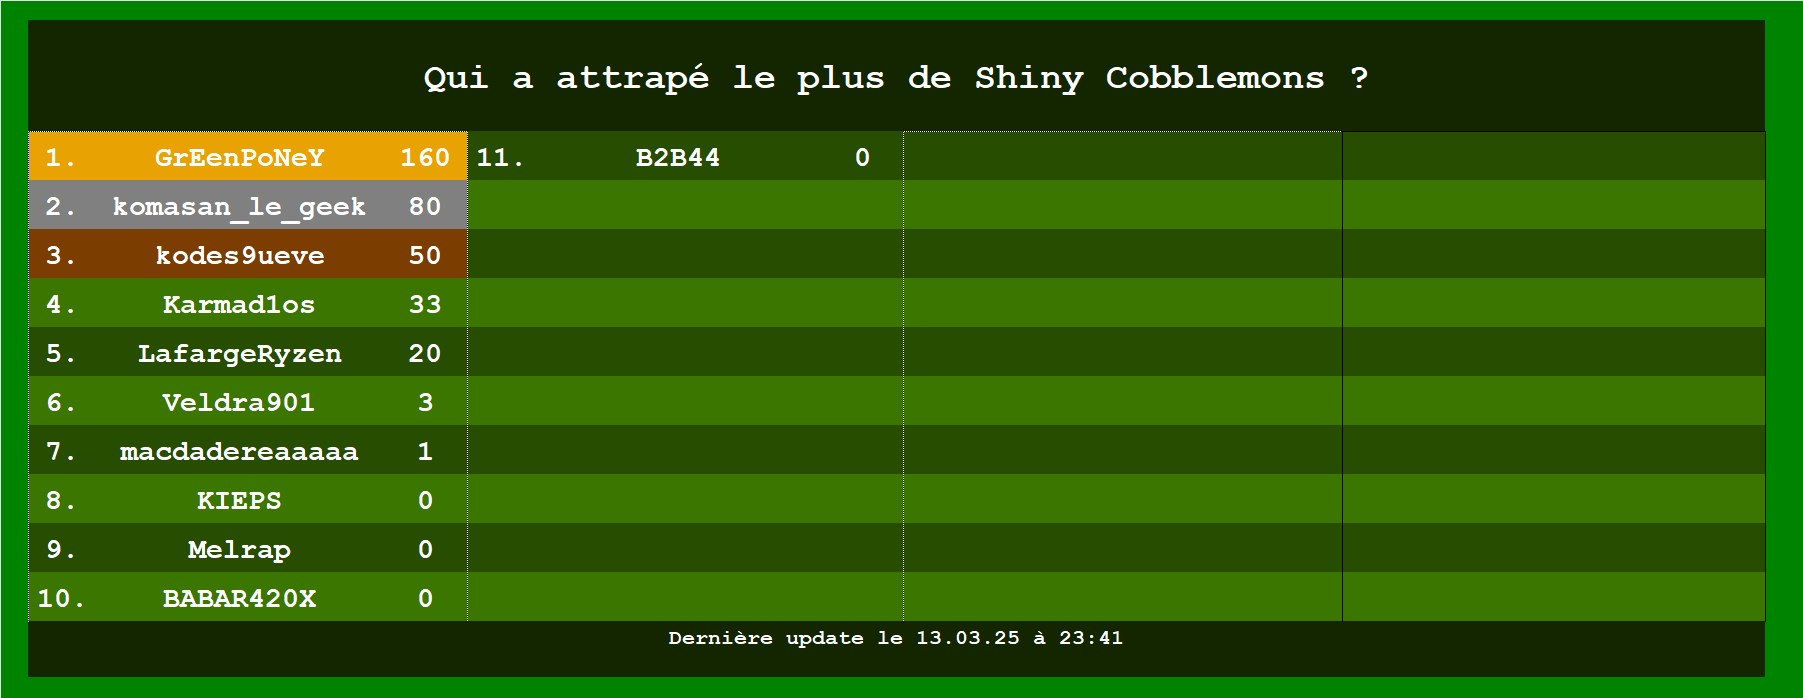 Qui a attrapé le plus de Shiny Cobblemons ?
1. GrEenPoNeY 160 11. B2B44 0
2. komasan_le_geek 80
3. kodes9ueve 50
4. Karmad1os 33
5. LafargeRyzen 20
6. Veldra901 3
7. macdadereaaaaa 1
8. KIEPS 0
9. Melrap 0
10. BABAR420X 0
Dernière update le 13.03.25 à 23:41